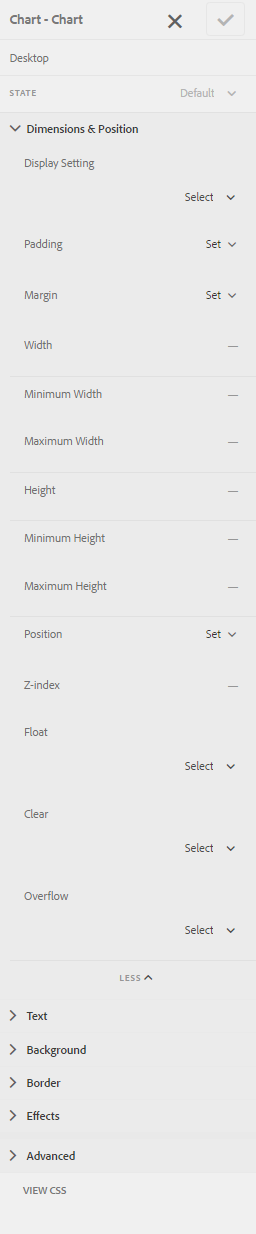 Chart - Chart
Desktop
STATE Default
Dimensions & Position
Display Setting
Select
Padding Set
Margin Set
Width —
Minimum Width —
Maximum Width —
Height —
Minimum Height —
Maximum Height —
Position Set
Z-index —
Float
Select
Clear
Select
Overflow
Select
LESS
Text
Background
Border
Effects
Advanced
VIEW CSS